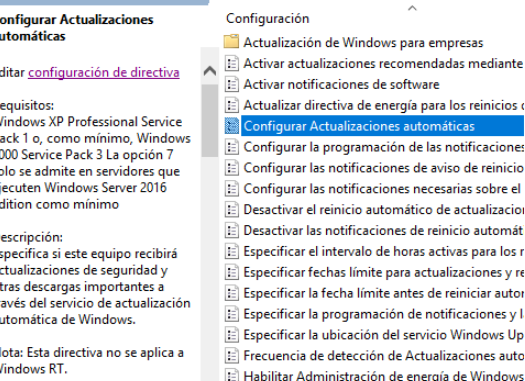 onfigurar Actualizaciones
utomáticas
ditar configuración de directiva
equisitos:
Windows XP Professional Service
ack 1 o, como mínimo, Windows
000 Service Pack 3 La opción 7
olo se admite en servidores que
jecuten Windows Server 2016
dition como mínimo
escripción:
specifica si este equipo recibirá
ctualizaciones de seguridad y
tras descargas importantes a
ravés del servicio de actualización
utomática de Windows.
lota: Esta directiva no se aplica a
Windows RT.
Configuración
Actualización de Windows para empresas
Activar actualizaciones recomendadas mediante
Activar notificaciones de software
Actualizar directiva de energía para los reinicios
Configurar Actualizaciones automáticas
Configurar la programación de las notificaciones
Configurar las notificaciones de aviso de reinicio
Configurar las notificaciones necesarias sobre el
Desactivar el reinicio automático de actualizacio
Desactivar las notificaciones de reinicio automát
Especificar el intervalo de horas activas para los r
Especificar fechas límite para actualizaciones y re
Especificar la fecha límite antes de reiniciar autor
Especificar la programación de notificaciones y la
Especificar la ubicación del servicio Windows Up
Frecuencia de detección de Actualizaciones auto
Habilitar Administración de energía de Windows